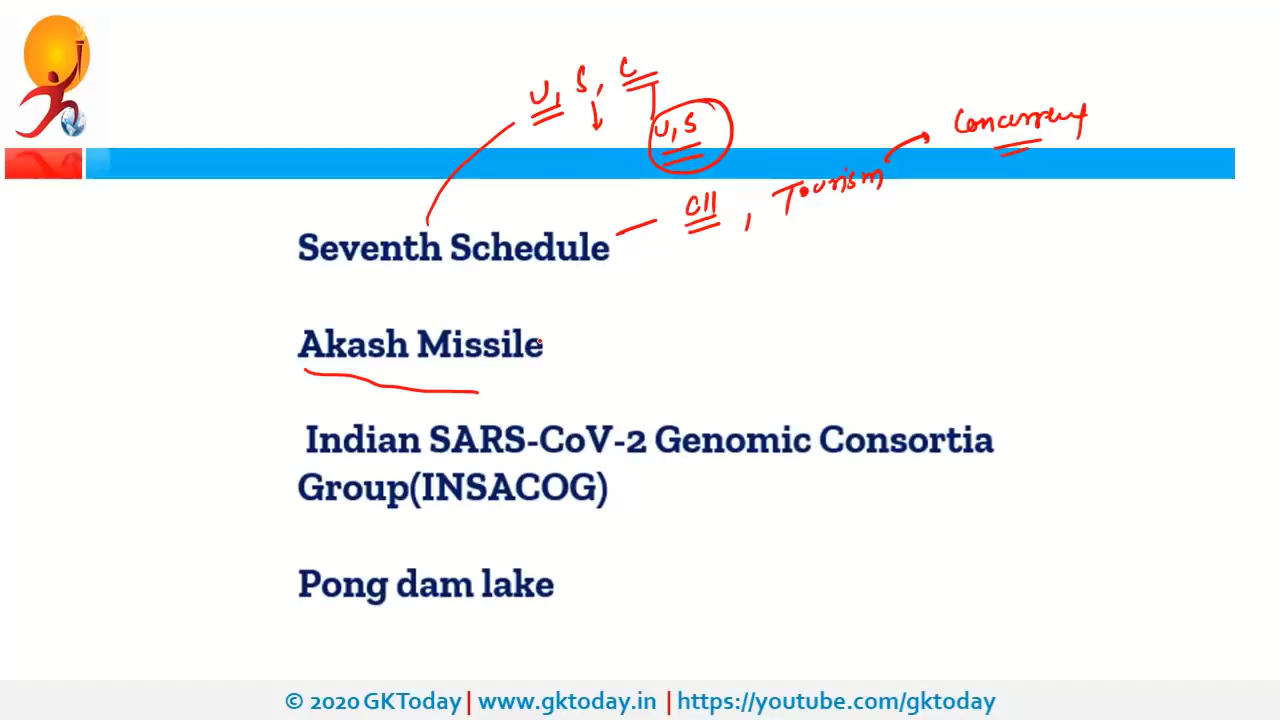 U, S, C
U, S
Concurrent
CII, Tourism
Seventh Schedule
Akash Missile
Indian SARS-CoV-2 Genomic Consortia
Group(INSACOG)
Pong dam lake
© 2020 GKToday | www.gktoday.in | https://youtube.com/gktoday